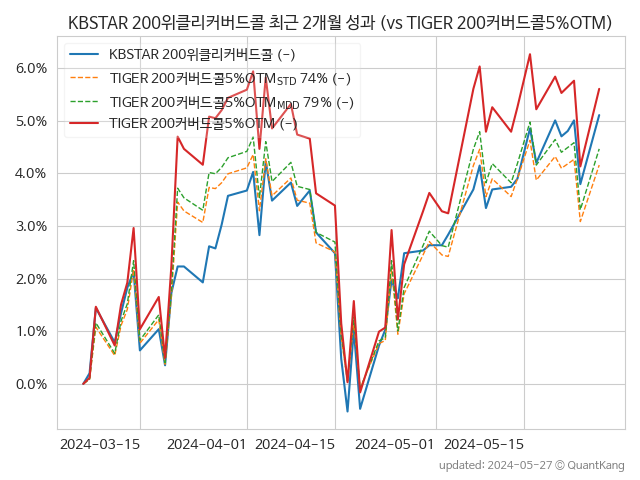 KBSTAR 200위클리커버드콜 최근 2개월 성과 (vs TIGER 200커버드콜5%OTM)
KBSTAR 200위클리커버드콜 (-)
TIGER 200커버드콜5%OTM_STD 74% (-)
TIGER 200커버드콜5%OTM_MDD 79% (-)
TIGER 200커버드콜5%OTM (-)
6.0%
5.0%
4.0%
3.0%
2.0%
1.0%
0.0%
2024-03-15 2024-04-01 2024-04-15 2024-05-01 2024-05-15
updated: 2024-05-27 © QuantKang